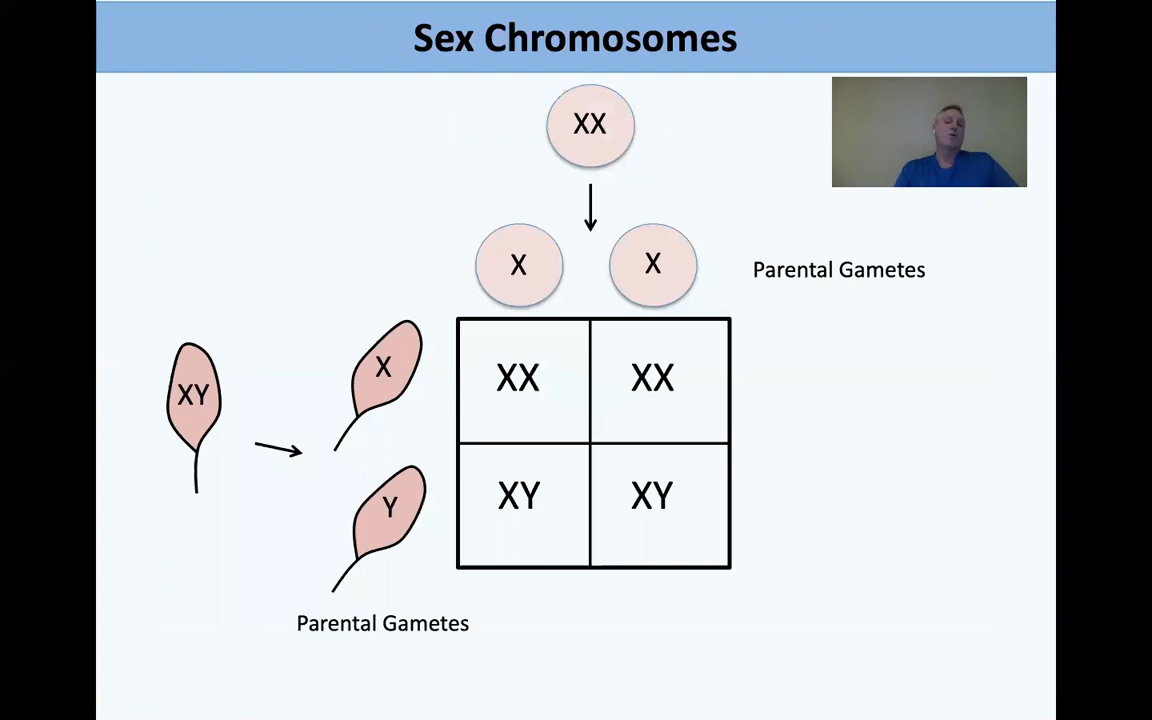 Sex Chromosomes
XX
X X
Parental Gametes
XY
X
XX XX
Y
XY XY
Parental Gametes